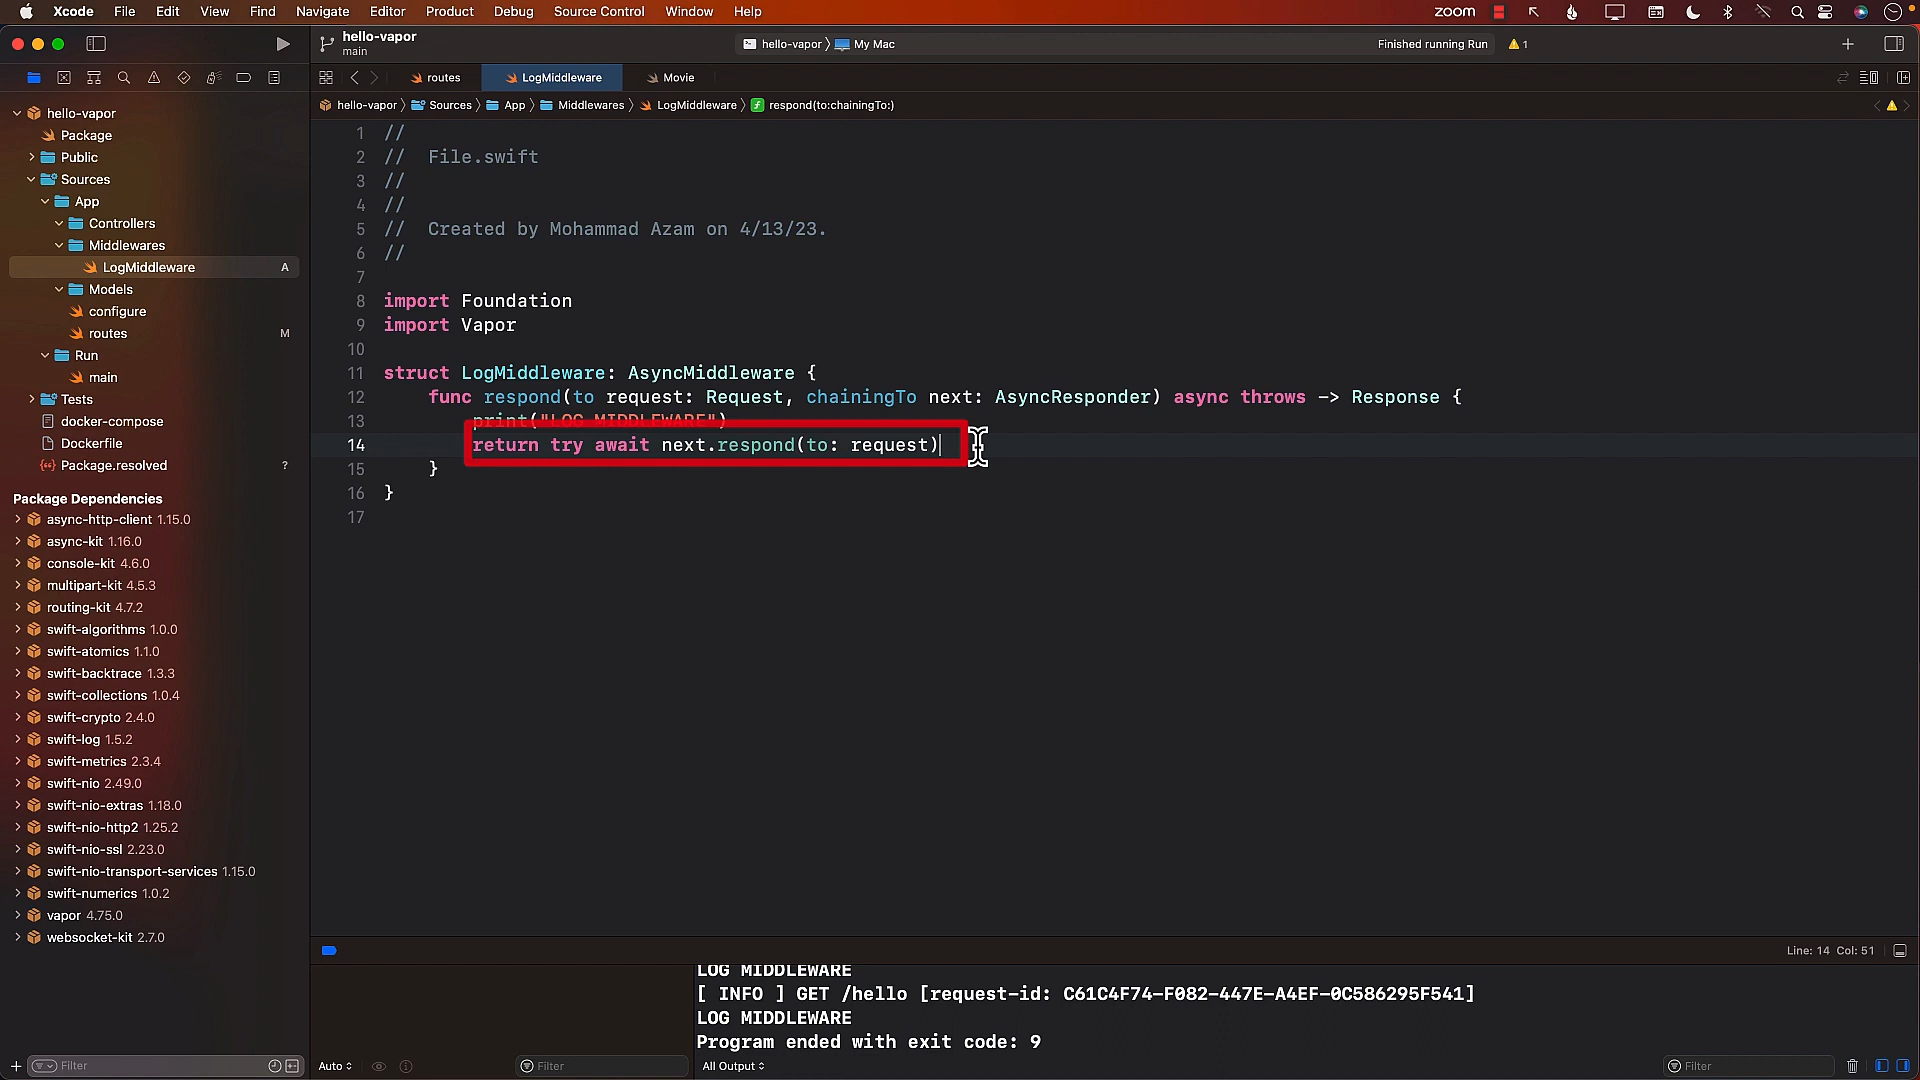 Xcode File Edit View Find Navigate Editor Product Debug Source Control Window Help zoom
hello-vapor
main
hello-vapor My Mac Finished running Run 1
routes LogMiddleware Movie
hello-vapor Sources App Middlewares LogMiddleware respond(to:chainingTo:)
hello-vapor
Package
Public
Sources
App
Controllers
Middlewares
LogMiddleware A
Models
configure
routes M
Run
main
Tests
docker-compose
Dockerfile
Package.resolved ?
Package Dependencies
async-http-client 1.15.0
async-kit 1.16.0
console-kit 4.6.0
multipart-kit 4.5.3
routing-kit 4.7.2
swift-algorithms 1.0.0
swift-atomics 1.1.0
swift-backtrace 1.3.3
swift-collections 1.0.4
swift-crypto 2.4.0
swift-log 1.5.2
swift-metrics 2.3.4
swift-nio 2.49.0
swift-nio-extras 1.18.0
swift-nio-http2 1.25.2
swift-nio-ssl 2.23.0
swift-nio-transport-services 1.15.0
swift-numerics 1.0.2
vapor 4.75.0
websocket-kit 2.7.0
Filter
1 //
2 // File.swift
3 //
4 //
5 // Created by Mohammad Azam on 4/13/23.
6 //
7
8 import Foundation
9 import Vapor
10
11 struct LogMiddleware: AsyncMiddleware {
12 func respond(to request: Request, chainingTo next: AsyncResponder) async throws -> Response {
13 print("LOG MIDDLEWARE")
14 return try await next.respond(to: request)
15 }
16 }
17
Line: 14 Col: 51
LOG MIDDLEWARE
[ INFO ] GET /hello [request-id: C61C4F74-F082-447E-A4EF-0C586295F541]
LOG MIDDLEWARE
Program ended with exit code: 9
Auto Filter All Output Filter